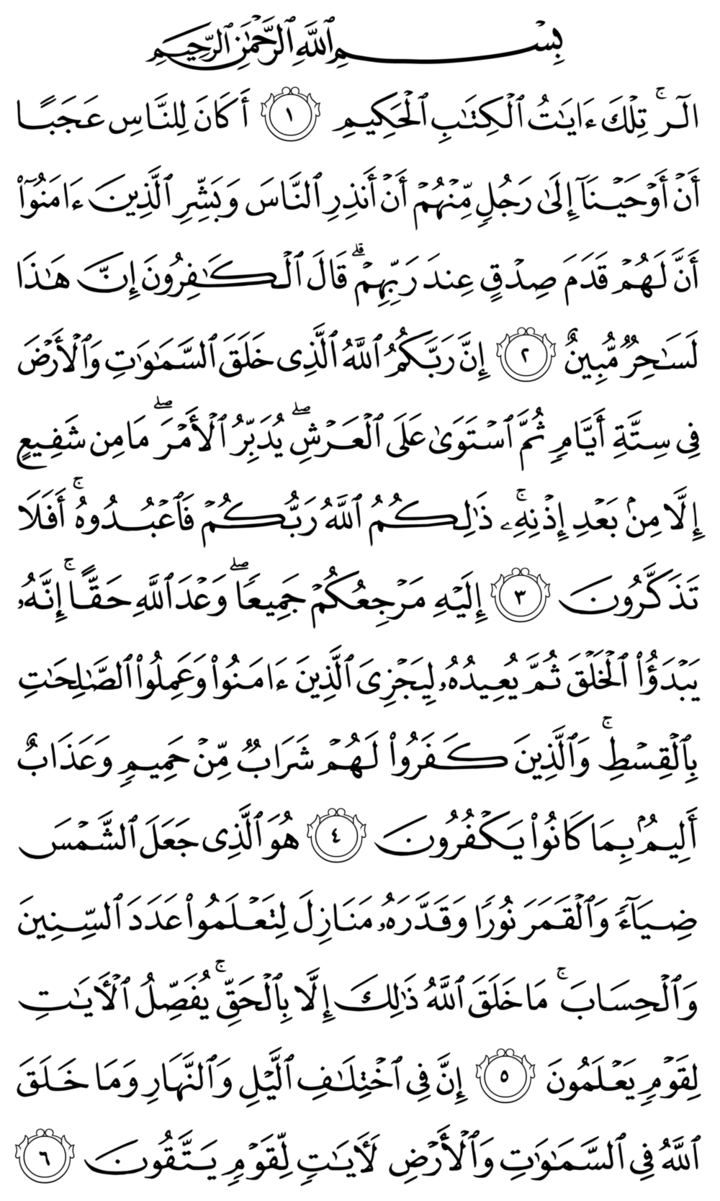 بِسْمِ ٱللَّهِ ٱلرَّحْمَٰنِ ٱلرَّحِيمِ
الٓر ۚ تِلْكَ ءَايَٰتُ ٱلْكِتَٰبِ ٱلْحَكِيمِ ١ أَكَانَ لِلنَّاسِ عَجَبًا
أَنْ أَوْحَيْنَآ إِلَىٰ رَجُلٍ مِّنْهُمْ أَنْ أَنذِرِ ٱلنَّاسَ وَبَشِّرِ ٱلَّذِينَ ءَامَنُوٓا۟
أَنَّ لَهُمْ قَدَمَ صِدْقٍ عِندَ رَبِّهِمْ ۗ قَالَ ٱلْكَٰفِرُونَ إِنَّ هَٰذَا
لَسَٰحِرٌ مُّبِينٌ ٢ إِنَّ رَبَّكُمُ ٱللَّهُ ٱلَّذِى خَلَقَ ٱلسَّمَٰوَٰتِ وَٱلْأَرْضَ
فِى سِتَّةِ أَيَّامٍ ثُمَّ ٱسْتَوَىٰ عَلَى ٱلْعَرْشِ ۖ يُدَبِّرُ ٱلْأَمْرَ ۖ مَا مِن شَفِيعٍ
إِلَّا مِنۢ بَعْدِ إِذْنِهِۦ ۚ ذَٰلِكُمُ ٱللَّهُ رَبُّكُمْ فَٱعْبُدُوهُ ۚ أَفَلَا
تَذَكَّرُونَ ٣ إِلَيْهِ مَرْجِعُكُمْ جَمِيعًا ۖ وَعْدَ ٱللَّهِ حَقًّا ۚ إِنَّهُۥ
يَبْدَؤُا۟ ٱلْخَلْقَ ثُمَّ يُعِيدُهُۥ لِيَجْزِىَ ٱلَّذِينَ ءَامَنُوا۟ وَعَمِلُوا۟ ٱلصَّٰلِحَٰتِ
بِٱلْقِسْطِ ۚ وَٱلَّذِينَ كَفَرُوا۟ لَهُمْ شَرَابٌ مِّنْ حَمِيمٍ وَعَذَابٌ
أَلِيمٌۢ بِمَا كَانُوا۟ يَكْفُرُونَ ٤ هُوَ ٱلَّذِى جَعَلَ ٱلشَّمْسَ
ضِيَآءً وَٱلْقَمَرَ نُورًا وَقَدَّرَهُۥ مَنَازِلَ لِتَعْلَمُوا۟ عَدَدَ ٱلسِّنِينَ
وَٱلْحِسَابَ ۚ مَا خَلَقَ ٱللَّهُ ذَٰلِكَ إِلَّا بِٱلْحَقِّ ۚ يُفَصِّلُ ٱلْءَايَٰتِ
لِقَوْمٍ يَعْلَمُونَ ٥ إِنَّ فِى ٱخْتِلَٰفِ ٱلَّيْلِ وَٱلنَّهَارِ وَمَا خَلَقَ
ٱللَّهُ فِى ٱلسَّمَٰوَٰتِ وَٱلْأَرْضِ لَءَايَٰتٍ لِّقَوْمٍ يَتَّقُونَ ٦